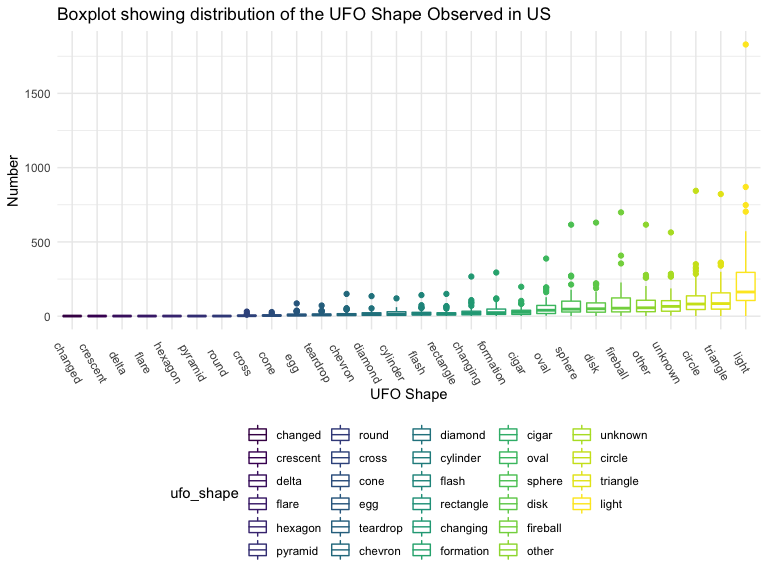 Boxplot showing distribution of the UFO Shape Observed in US
Number
1500
1000
500
0
changed
crescent
delta
flare
hexagon
pyramid
round
cross
cone
egg
teardrop
chevron
diamond
cylinder
flash
rectangle
changing
formation
cigar
oval
sphere
disk
fireball
other
unknown
circle
triangle
light
UFO Shape
ufo_shape
changed
crescent
delta
flare
hexagon
pyramid
round
cross
cone
egg
teardrop
chevron
diamond
cylinder
flash
rectangle
changing
formation
cigar
oval
sphere
disk
fireball
other
unknown
circle
triangle
light